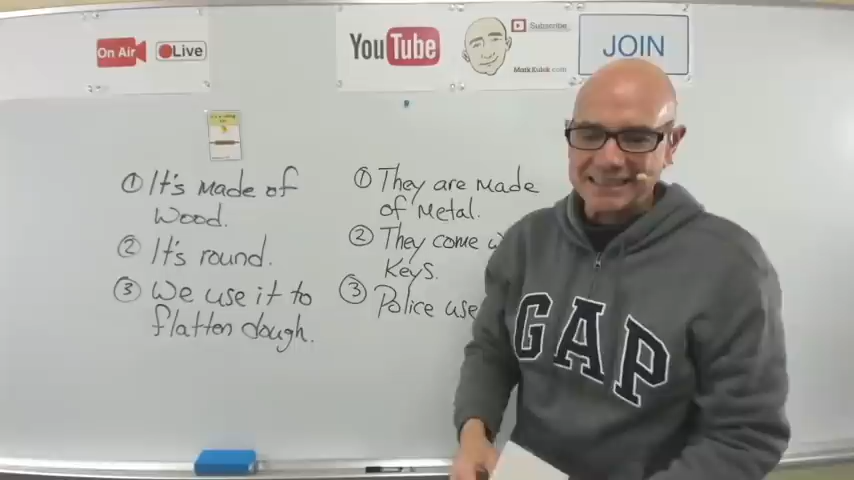 On Air
Live
YouTube
Subscribe
MarkKulek.com
JOIN
① It's made of
wood.
② It's round.
③ We use it to
flatten dough.
① They are made
of metal.
② They come
keys.
③ Police use
GAP